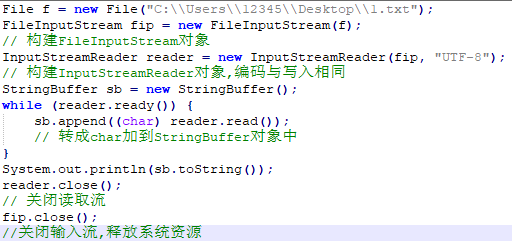 File f = new File("C:\\Users\\12345\\Desktop\\1.txt");
FileInputStream fip = new FileInputStream(f);
// 构建FileInputStream对象
InputStreamReader reader = new InputStreamReader(fip, "UTF-8");
// 构建InputStreamReader对象,编码与写入相同
StringBuffer sb = new StringBuffer();
while (reader.ready()) {
    sb.append((char) reader.read());
    // 转成char加到StringBuffer对象中
}
System.out.println(sb.toString());
reader.close();
// 关闭读取流
fip.close();
//关闭输入流,释放系统资源